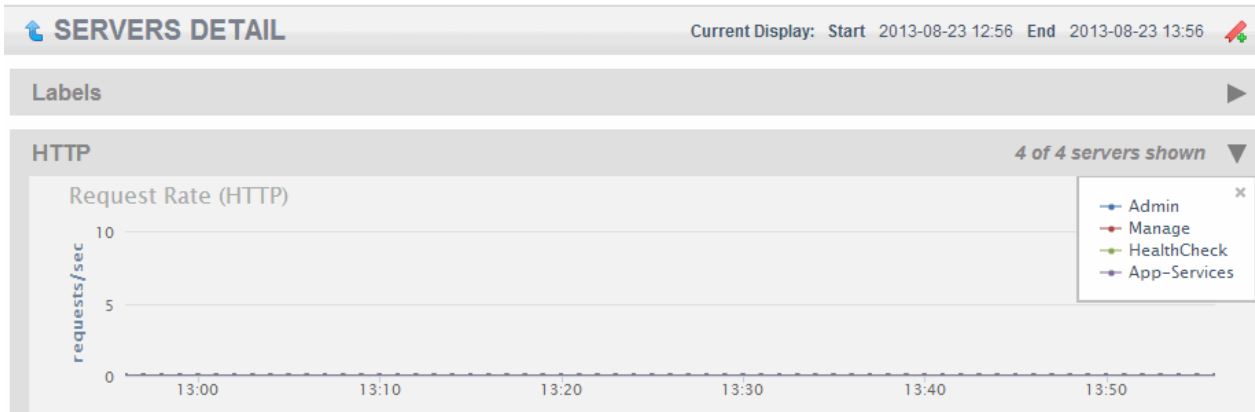 SERVERS DETAIL
Current Display: Start 2013-08-23 12:56 End 2013-08-23 13:56
Labels
HTTP
4 of 4 servers shown
Request Rate (HTTP)
Admin
Manage
HealthCheck
App-Services
requests/sec
10
5
0
13:00 13:10 13:20 13:30 13:40 13:50